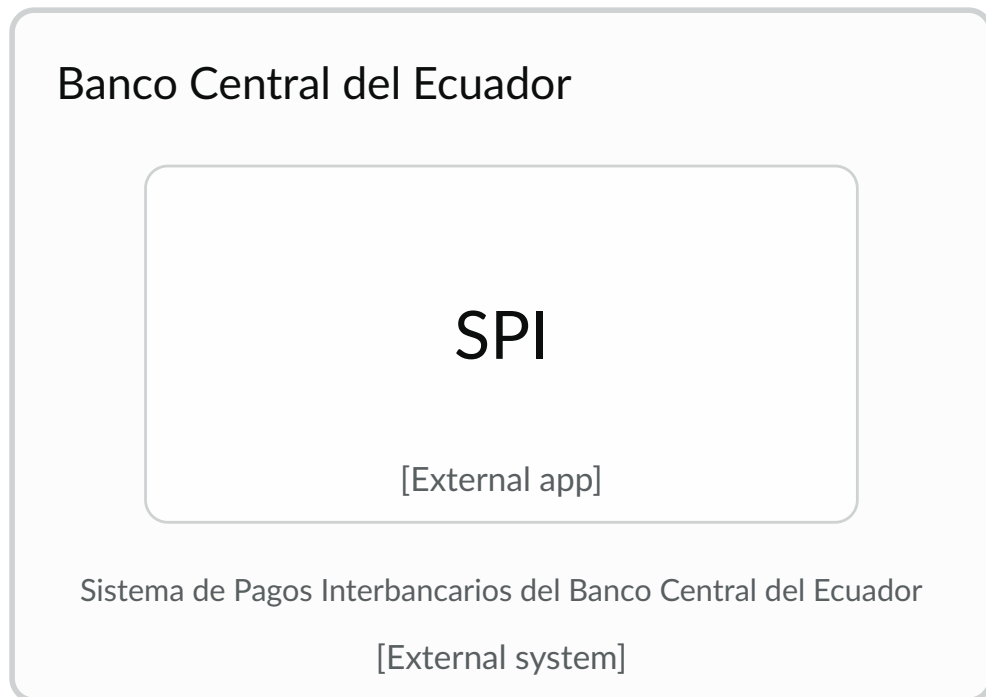 Banco Central del Ecuador
SPI
[External app]
Sistema de Pagos Interbancarios del Banco Central del Ecuador
[External system]